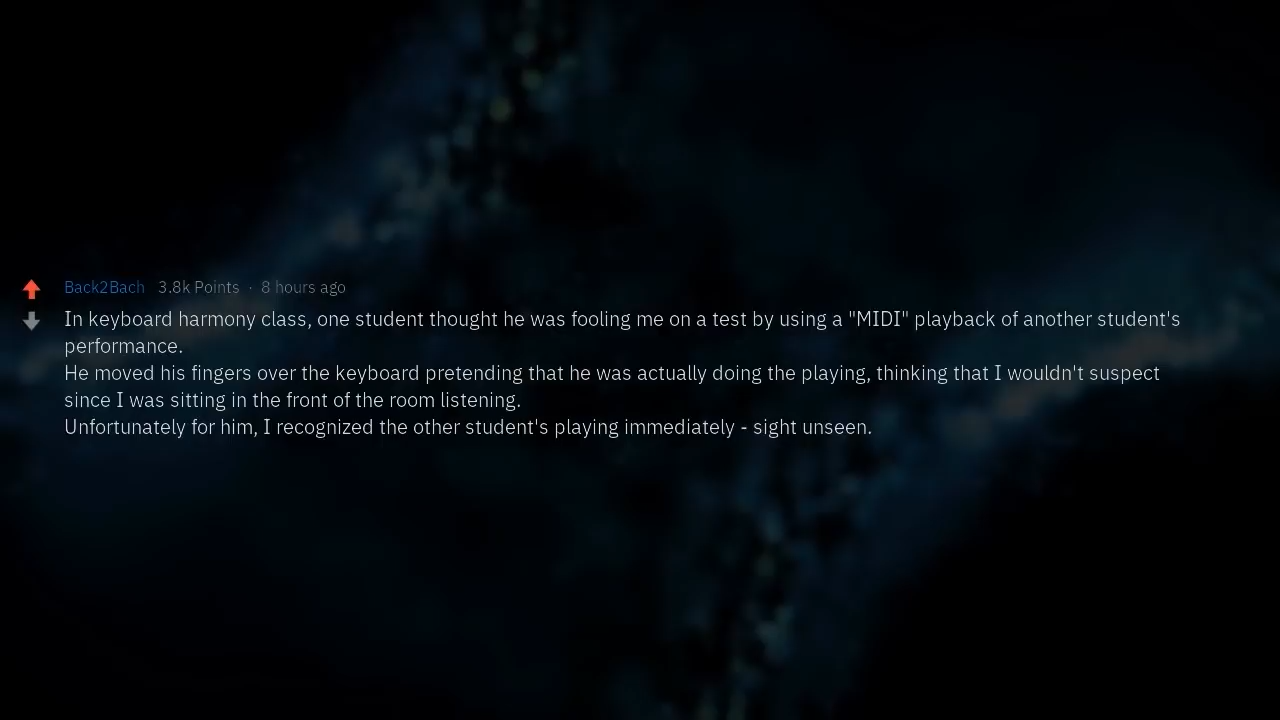 Back2Bach 3.8k Points · 8 hours ago
In keyboard harmony class, one student thought he was fooling me on a test by using a "MIDI" playback of another student's
performance.
He moved his fingers over the keyboard pretending that he was actually doing the playing, thinking that I wouldn't suspect
since I was sitting in the front of the room listening.
Unfortunately for him, I recognized the other student's playing immediately - sight unseen.